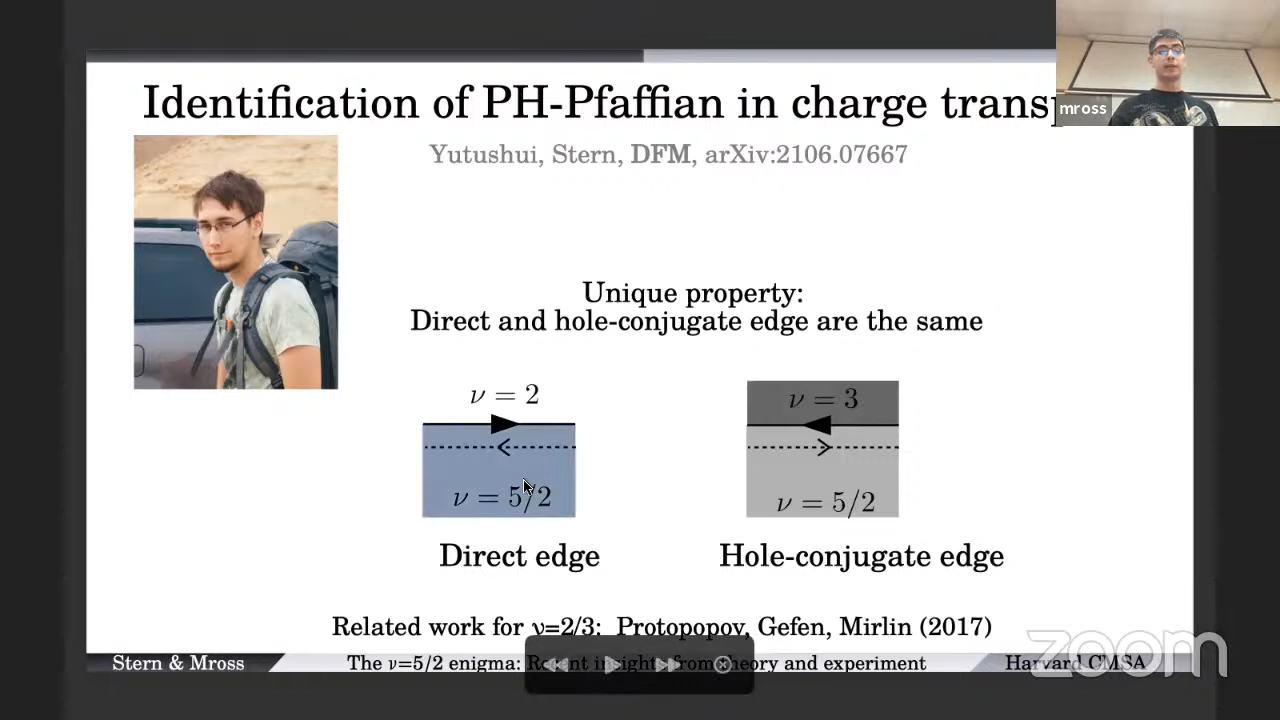 Identification of PH-Pfaffian in charge trans
mross
Yutushui, Stern, DFM, arXiv:2106.07667
Unique property:
Direct and hole-conjugate edge are the same
ν = 2
ν = 5/2
Direct edge
ν = 3
ν = 5/2
Hole-conjugate edge
Related work for ν=2/3: Protopopov, Gefen, Mirlin (2017)
Stern & Mross
The ν=5/2 enigma: Recent insights from theory and experiment
Harvard CMSA
zoom